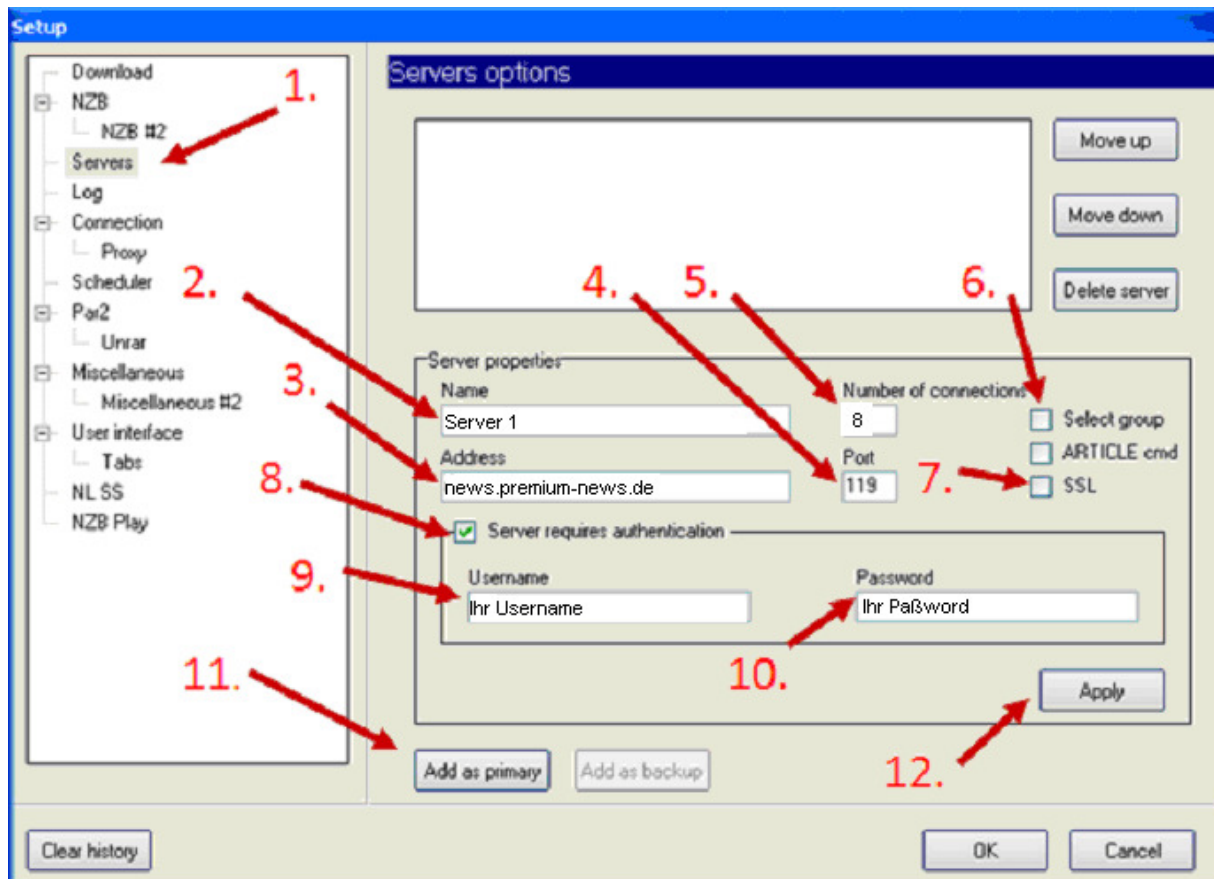 Setup
Download
NZB
NZB #2
Servers
Log
Connection
Proxy
Scheduler
Par2
Unrar
Miscellaneous
Miscellaneous #2
User interface
Tabs
NL SS
NZB Play
1.
Servers options
Move up
Move down
Delete server
2.
3.
4.
5.
6.
Server properties
Name
Number of connections
Server 1
8
Select group
Address
Port
ARTICLE cmd
news.premium-news.de
119
7.
SSL
8.
Server requires authentication
9.
Username
Password
Ihr Username
Ihr Paßword
10.
11.
Apply
12.
Add as primary
Add as backup
Clear history
OK
Cancel